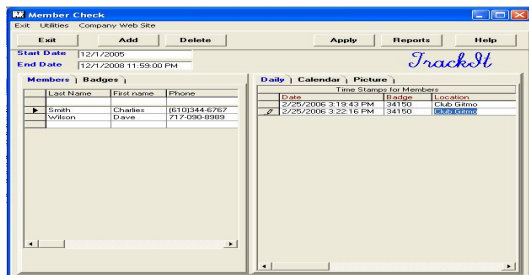 Member Check
Exit Utilities Company Web Site
Exit Add Delete Apply Reports Help
Start Date 12/1/2005
End Date 12/1/2008 11:59:00 PM
TrackIt
Members Badges
Daily Calendar Picture
Last Name First name Phone
Smith Charlies (610)344-6767
Wilson Dave 717-090-8989
Time Stamps for Members
Date Badge Location
2/25/2006 3:19:43 PM 34150 Club Gitmo
2/25/2006 3:22:16 PM 34150 Club Gitmo